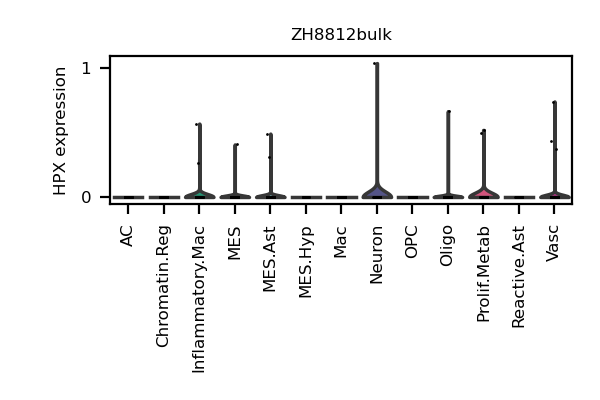 ZH8812bulk
HPX expression
1
0
AC
Chromatin.Reg
Inflammatory.Mac
MES
MES.Ast
MES.Hyp
Mac
Neuron
OPC
Oligo
Prolif.Metab
Reactive.Ast
Vasc